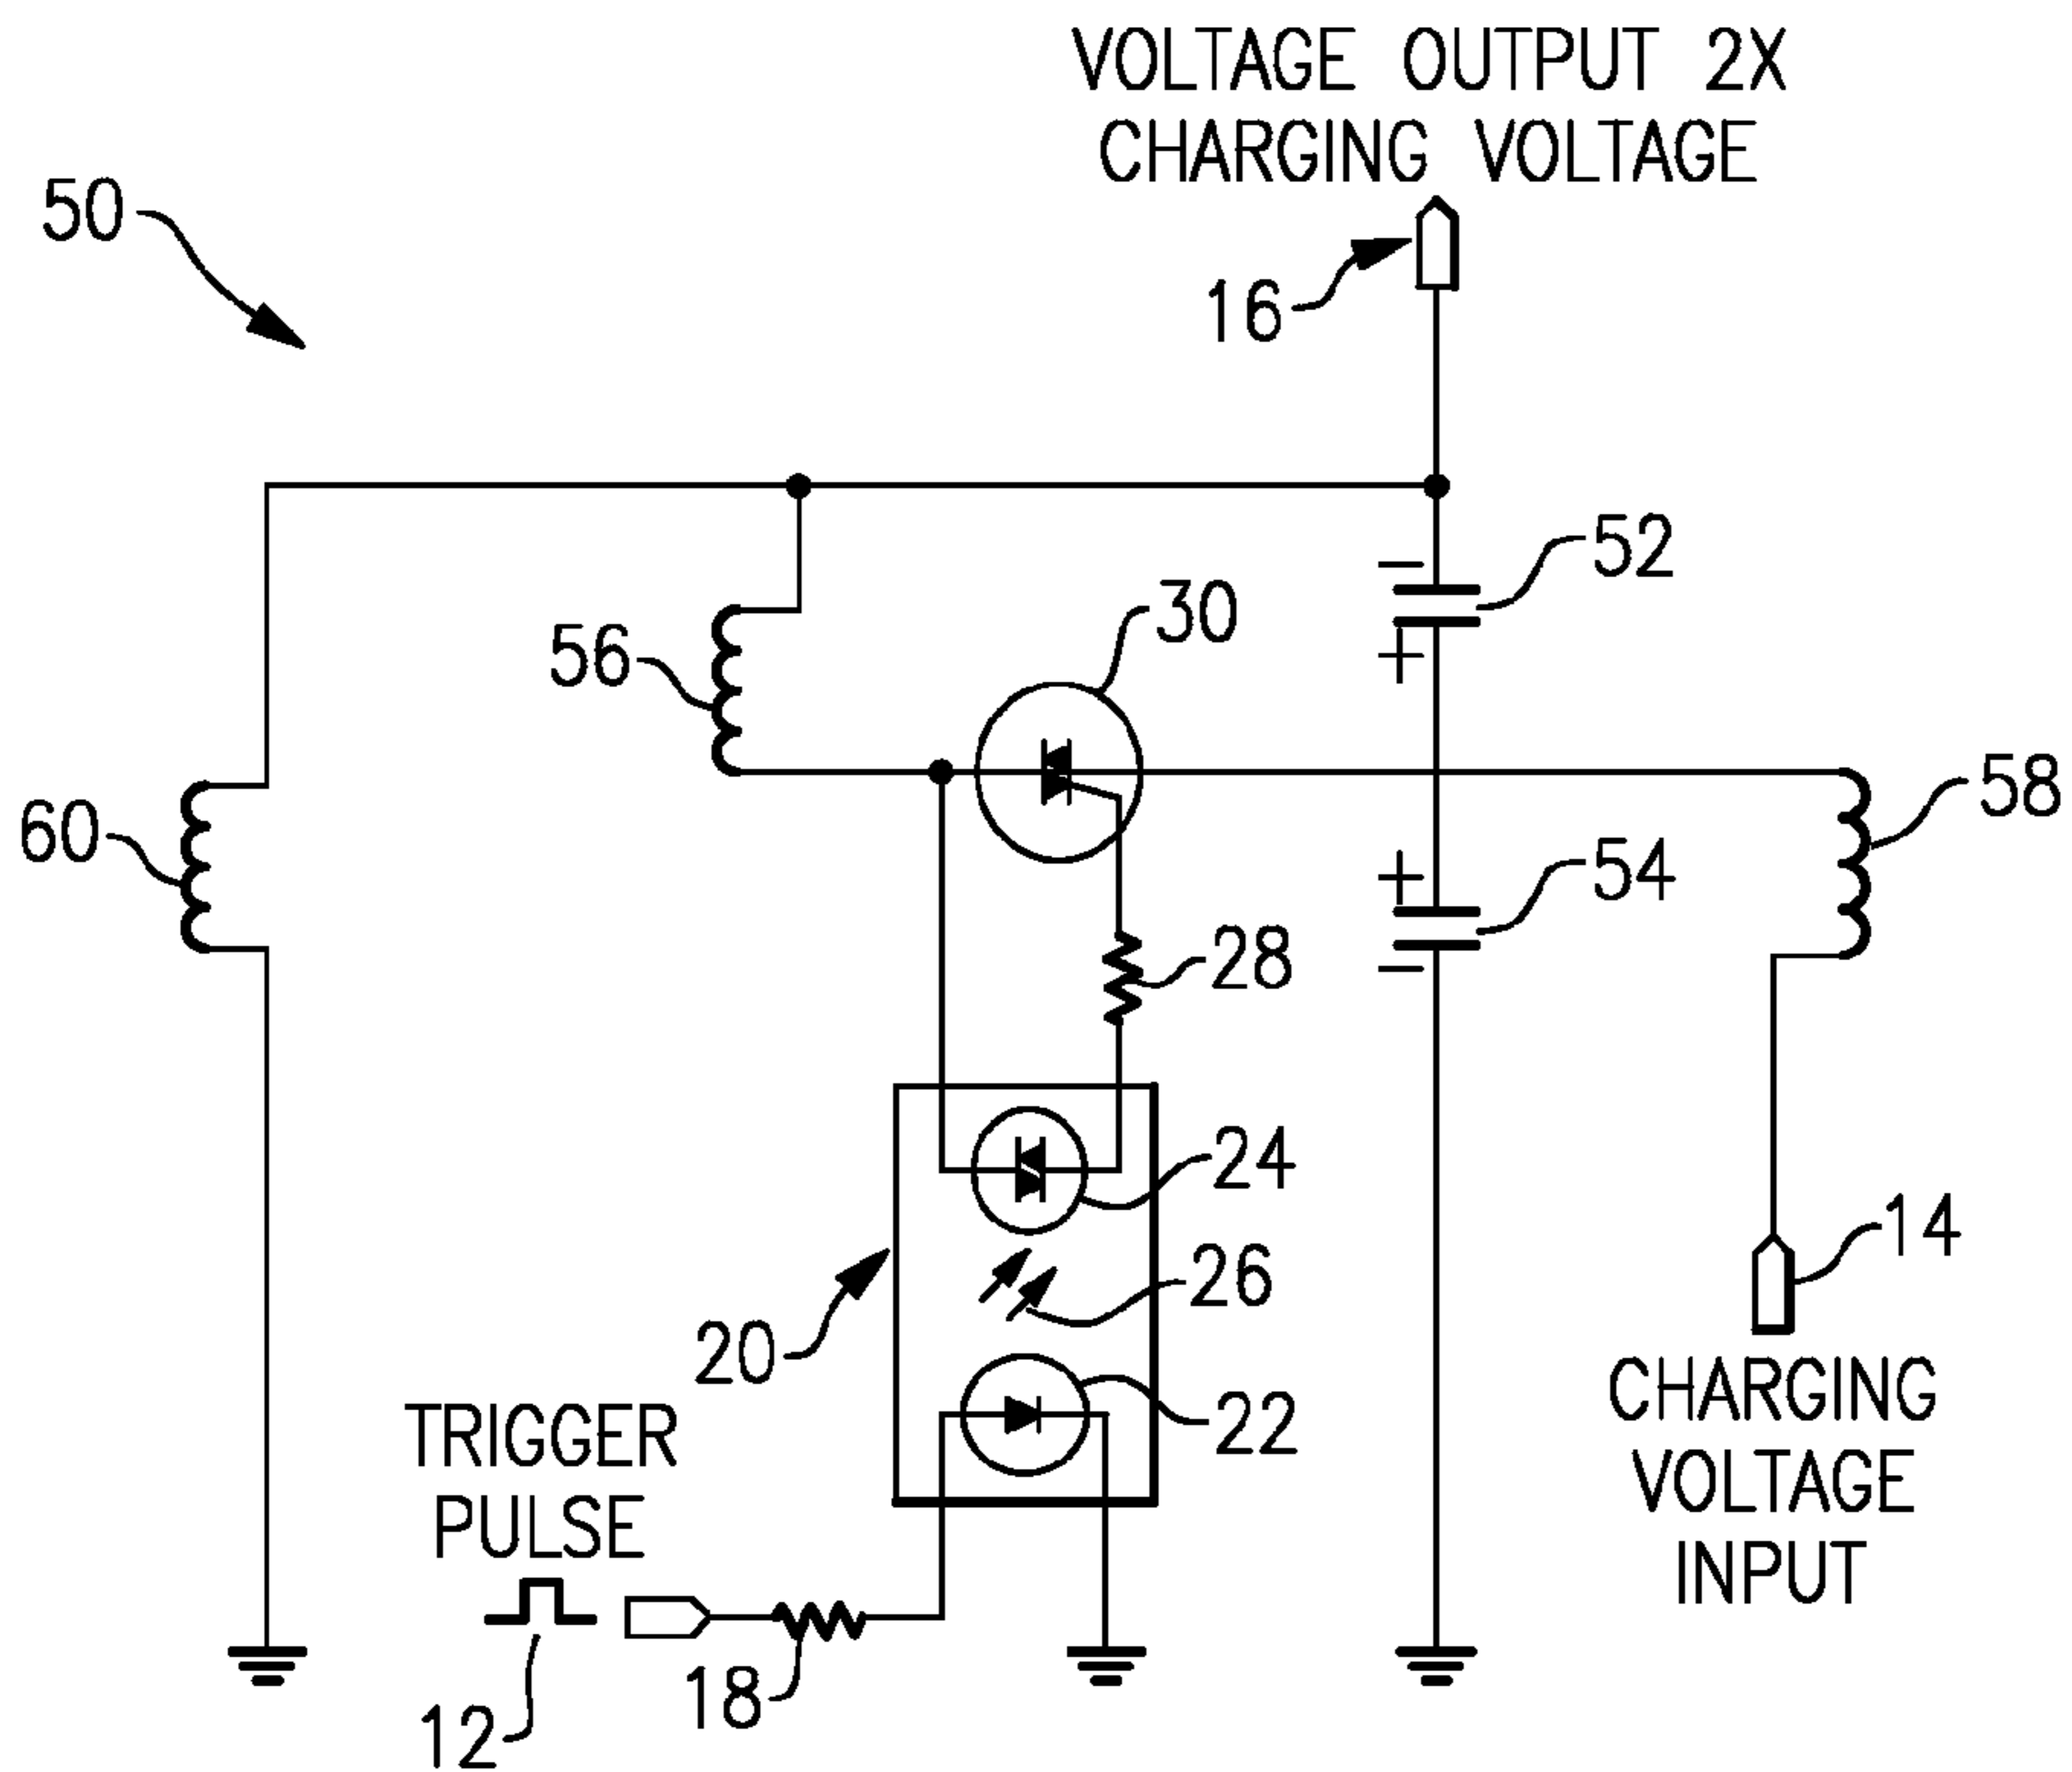 VOLTAGE OUTPUT 2X
CHARGING VOLTAGE
50
16
52
30
56
58
60
54
28
24
14
26
20
22
CHARGING
VOLTAGE
INPUT
TRIGGER
PULSE
18
12
− + + −